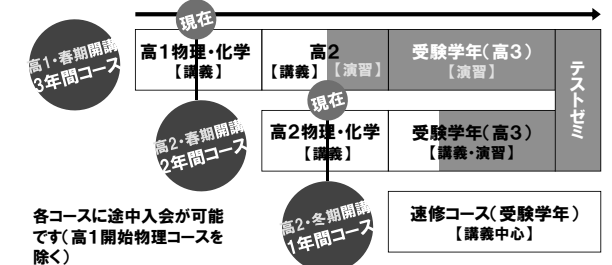 現在
高1・春期開講
3年間コース
高1物理・化学
【講義】
高2
【講義】【演習】
受験学年(高3)
【演習】
テストゼミ
現在
高2・春期開講
2年間コース
高2物理・化学
【講義】
受験学年(高3)
【講義・演習】
高2・冬期開講
1年間コース
速修コース(受験学年)
【講義中心】
各コースに途中入会が可能
です(高1開始物理コースを
除く)